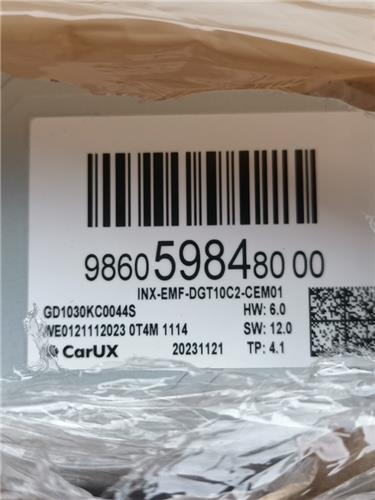 9860598480 00
INX-EMF-DGT10C2-CEM01
GD1030KC0044S HW: 6.0
WE0121112023 0T4M 1114 SW: 12.0
CarUX 20231121 TP: 4.1